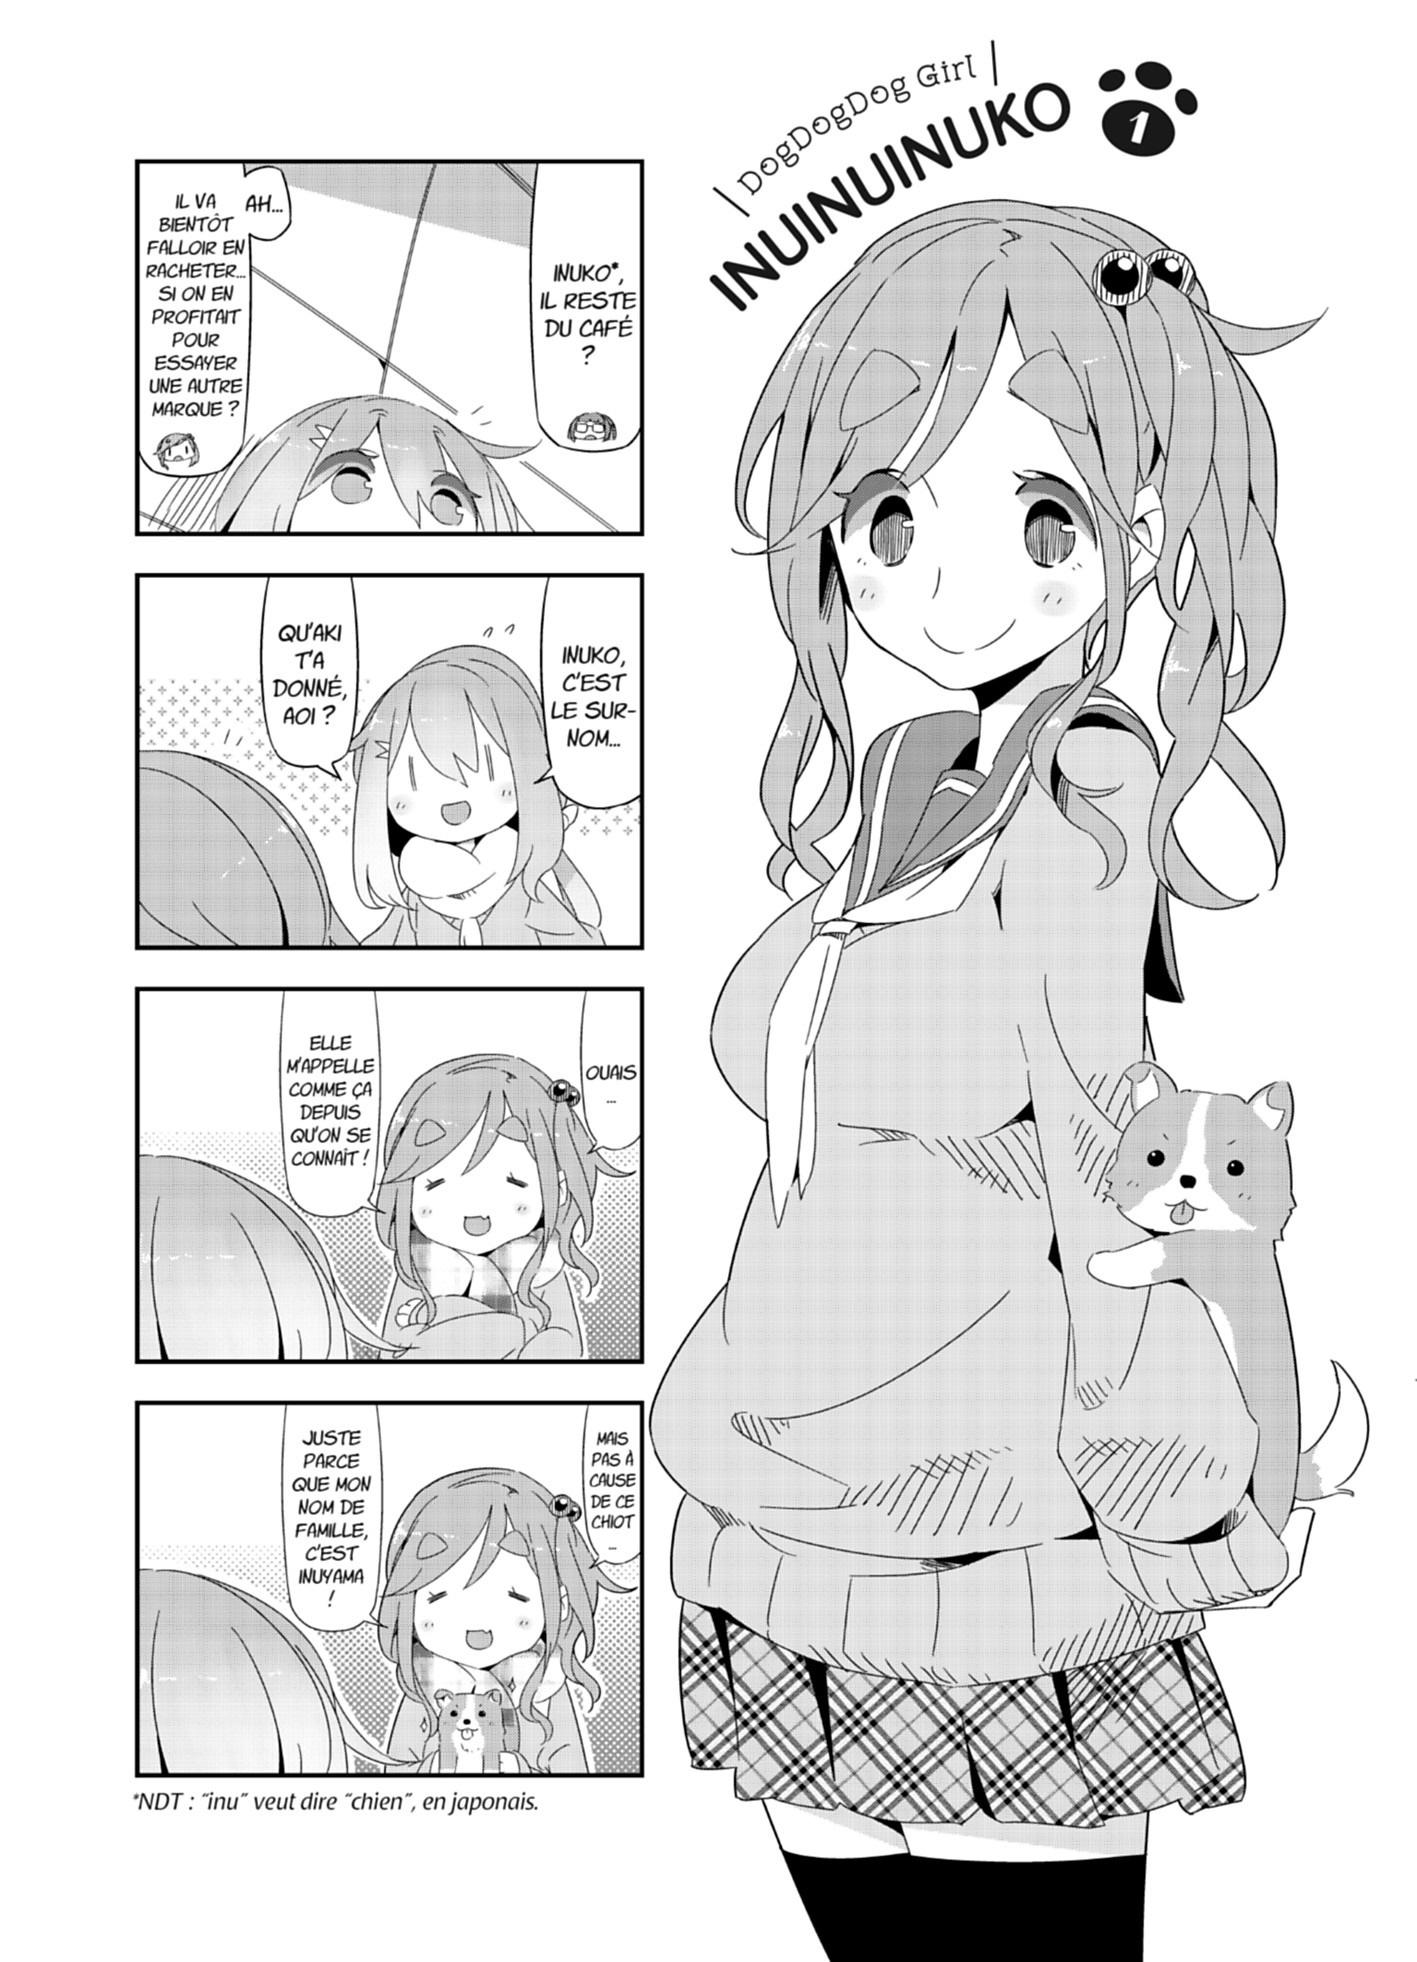 DogDogDog Girl
INUINUINUKO
1
INUKO*,
IL RESTE
DU CAFÉ
?
AH...
IL VA
BIENTÔT
FALLOIR EN
RACHETER...
SI ON EN
PROFITAIT
POUR
ESSAYER
UNE AUTRE
MARQUE ?
INUKO,
C'EST
LE SUR-
NOM...
QU'AKI
T'A
DONNÉ,
AOI ?
OUAIS
...
ELLE
M'APPELLE
COMME ÇA
DEPUIS
QU'ON SE
CONNAÎT !
MAIS
PAS À
CAUSE
DE CE
CHIOT
...
JUSTE
PARCE
QUE MON
NOM DE
FAMILLE,
C'EST
INUYAMA
!
*NDT : “inu” veut dire “chien”, en japonais.